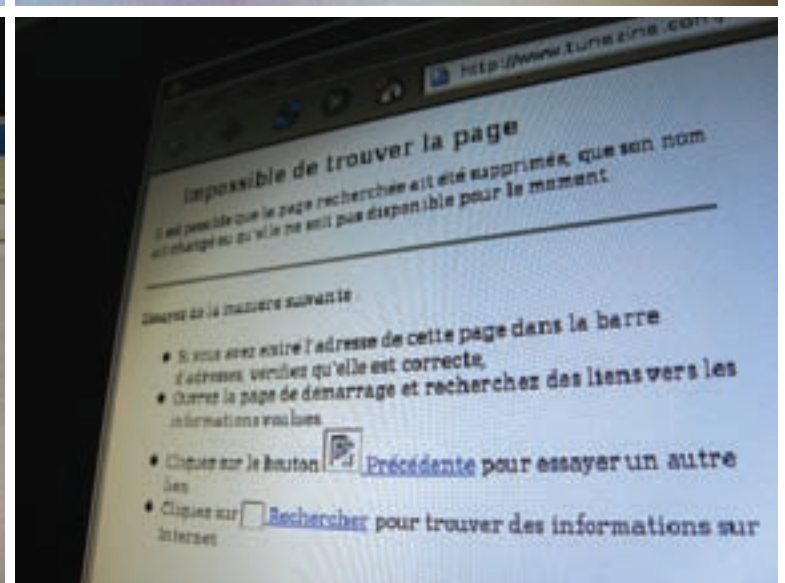 http://www.tunezine.com/
Impossible de trouver la page
Il est possible que la page recherchée ait été supprimée, que son nom
ait changé ou qu'elle ne soit pas disponible pour le moment.
Essayez de la manière suivante :
• Si vous avez entré l'adresse de cette page dans la barre
d'adresses, vérifiez qu'elle est correcte,
• Ouvrez la page de démarrage et recherchez des liens vers les
informations voulues
• Cliquez sur le bouton Précédente pour essayer un autre
lien
• Cliquez sur Rechercher pour trouver des informations sur
Internet